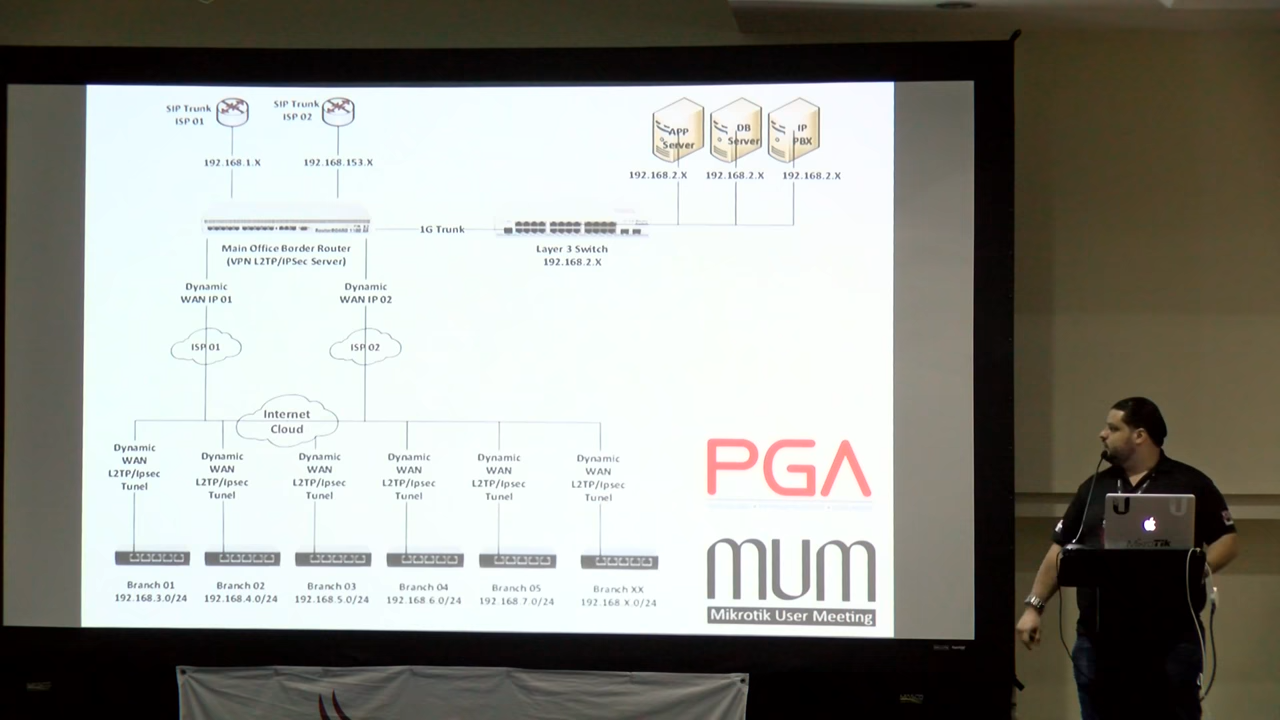 SIP Trunk
ISP 01
SIP Trunk
ISP 02
192.168.1.X
192.168.153.X
APP
Server
DB
Server
IP
PBX
192.168.2.X
192.168.2.X
192.168.2.X
1G Trunk
Main Office Border Router
(VPN L2TP/IPSec Server)
Layer 3 Switch
192.168.2.X
Dynamic
WAN IP 01
Dynamic
WAN IP 02
ISP 01
ISP 02
Internet
Cloud
Dynamic
WAN
L2TP/Ipsec
Tunel
Dynamic
WAN
L2TP/Ipsec
Tunel
Dynamic
WAN
L2TP/Ipsec
Tunel
Dynamic
WAN
L2TP/Ipsec
Tunel
Dynamic
WAN
L2TP/Ipsec
Tunel
Dynamic
WAN
L2TP/Ipsec
Tunel
Branch 01
192.168.3.0/24
Branch 02
192.168.4.0/24
Branch 03
192.168.5.0/24
Branch 04
192.168.6.0/24
Branch 05
192.168.7.0/24
Branch XX
192.168.X.0/24
PGA
MUM
Mikrotik User Meeting
MikroTik